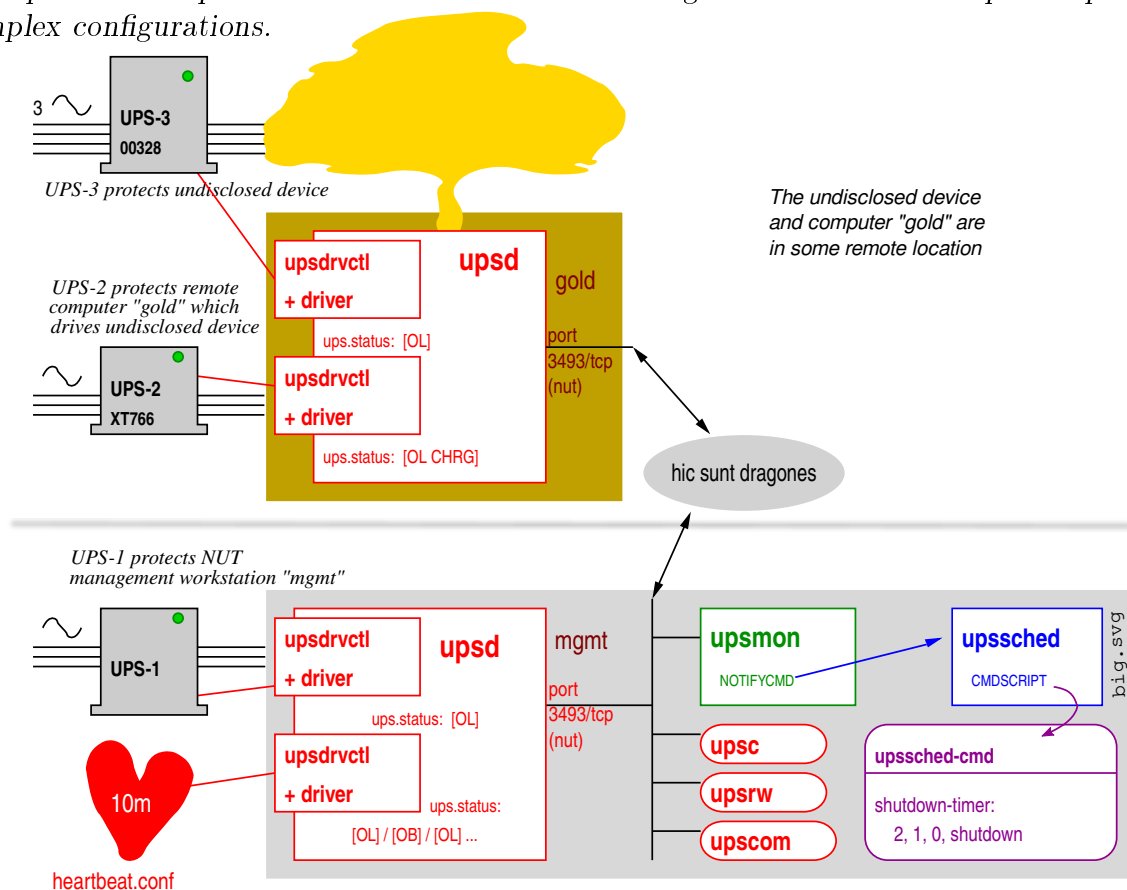 mplex configurations.
3
UPS-3
00328
UPS-3 protects undisclosed device
The undisclosed device
and computer "gold" are
in some remote location
upsdrvctl
+ driver
upsd
gold
ups.status: [OL]
port
3493/tcp
(nut)
UPS-2 protects remote
computer "gold" which
drives undisclosed device
UPS-2
XT766
upsdrvctl
+ driver
ups.status: [OL CHRG]
hic sunt dragones
UPS-1 protects NUT
management workstation "mgmt"
UPS-1
upsdrvctl
+ driver
upsd
mgmt
ups.status: [OL]
port
3493/tcp
(nut)
upsdrvctl
+ driver
ups.status:
[OL] / [OB] / [OL] ...
10m
heartbeat.conf
upsmon
NOTIFYCMD
upssched
CMDSCRIPT
big.svg
upsc
upsrw
upscom
upssched-cmd
shutdown-timer:
2, 1, 0, shutdown